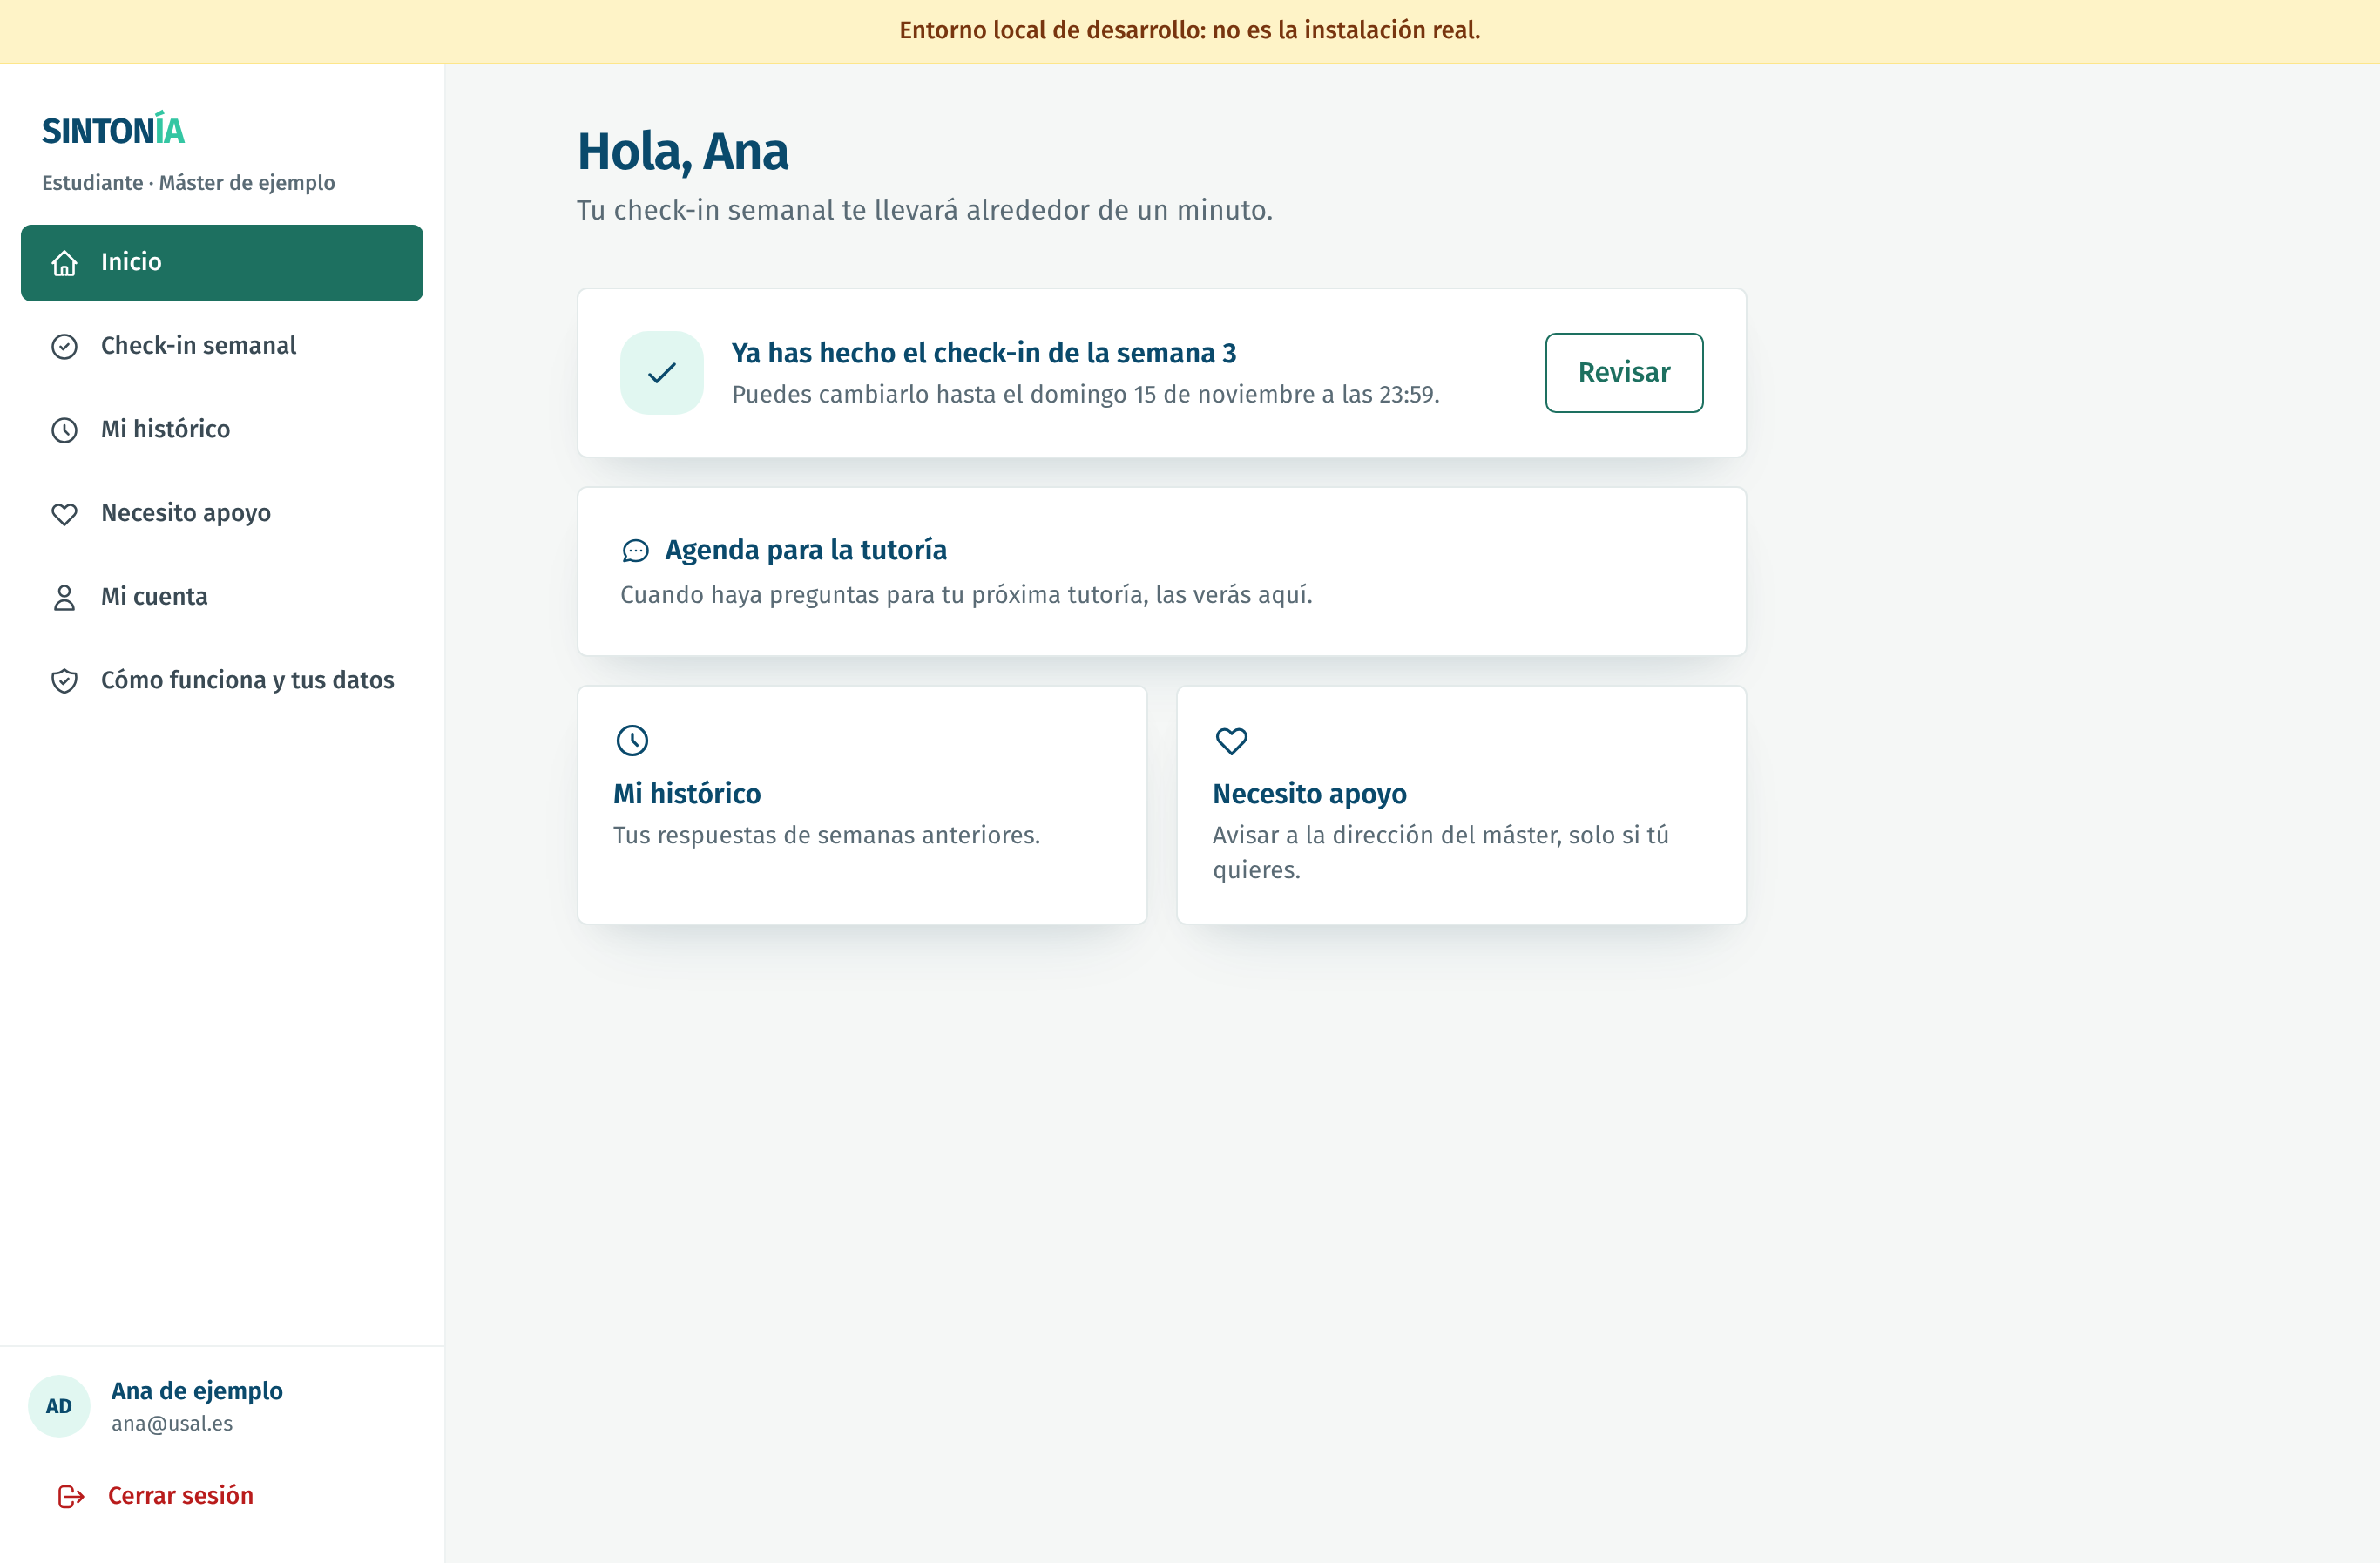 Entorno local de desarrollo: no es la instalación real.
SINTONÍA
Estudiante · Máster de ejemplo
Inicio
Check-in semanal
Mi histórico
Necesito apoyo
Mi cuenta
Cómo funciona y tus datos
Ana de ejemplo
AD
ana@usal.es
Cerrar sesión
Hola, Ana
Tu check-in semanal te llevará alrededor de un minuto.
Ya has hecho el check-in de la semana 3
Puedes cambiarlo hasta el domingo 15 de noviembre a las 23:59.
Revisar
Agenda para la tutoría
Cuando haya preguntas para tu próxima tutoría, las verás aquí.
Mi histórico
Tus respuestas de semanas anteriores.
Necesito apoyo
Avisar a la dirección del máster, solo si tú
quieres.